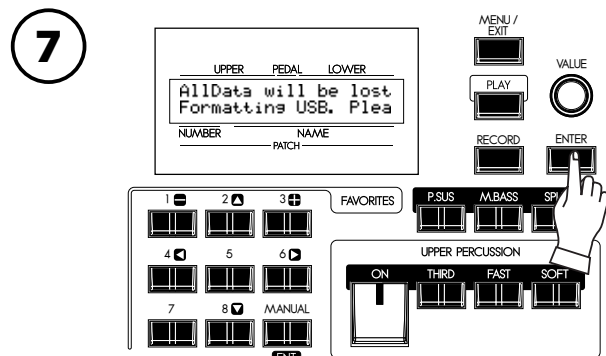 7
MENU /
EXIT
UPPER PEDAL LOWER
VALUE
AllData will be lost
Formatting USB. Plea
PLAY
NUMBER NAME
PATCH
RECORD ENTER
1 2 3 FAVORITES P.SUS M.BASS
4 5 6 UPPER PERCUSSION
ON THIRD FAST SOFT
7 8 MANUAL